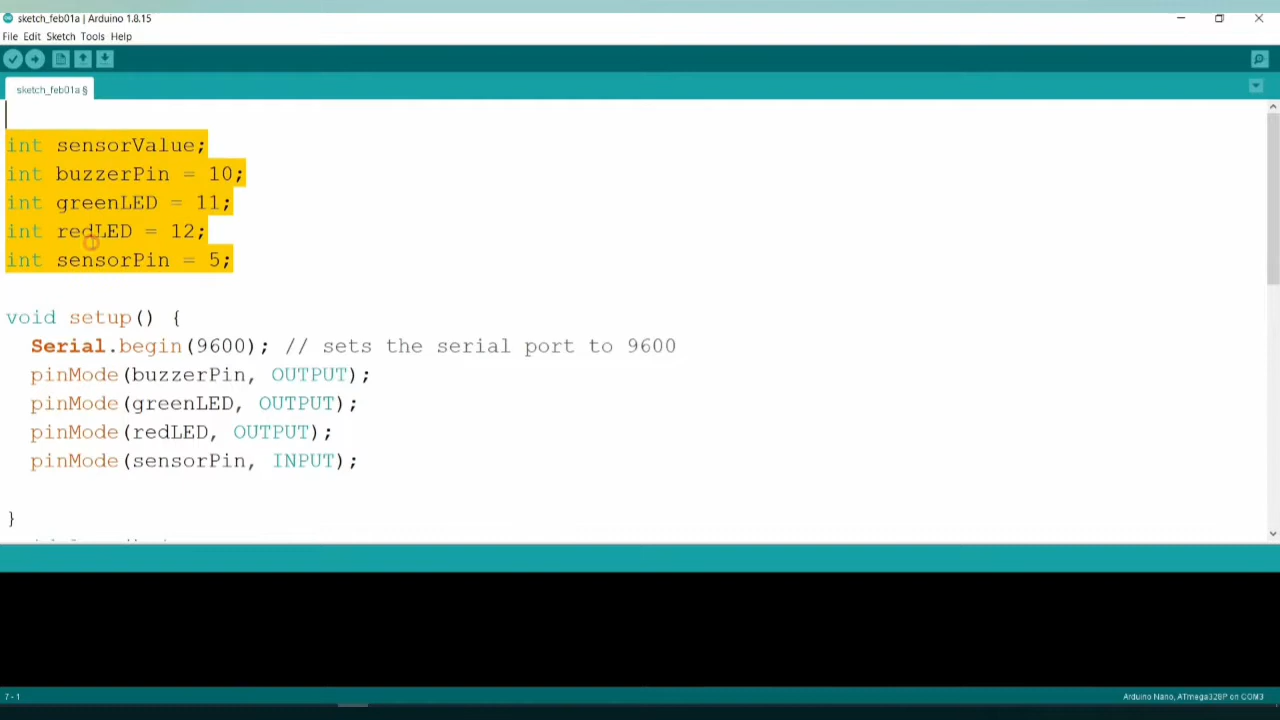 sketch_feb01a | Arduino 1.8.15
File Edit Sketch Tools Help
sketch_feb01a §
int sensorValue;
int buzzerPin = 10;
int greenLED = 11;
int redLED = 12;
int sensorPin = 5;
void setup() {
Serial.begin(9600); // sets the serial port to 9600
pinMode(buzzerPin, OUTPUT);
pinMode(greenLED, OUTPUT);
pinMode(redLED, OUTPUT);
pinMode(sensorPin, INPUT);
}
7 - 1
Arduino Nano, ATmega328P on COM3